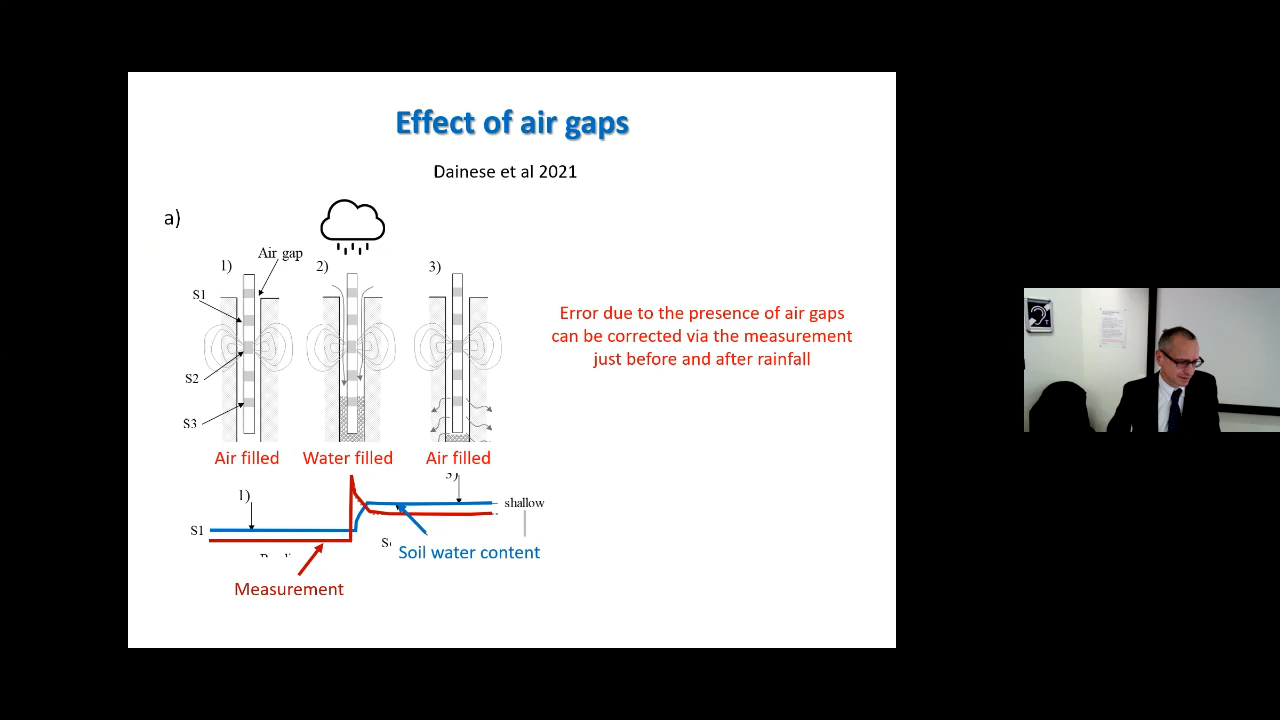 Effect of air gaps
Dainese et al 2021
a)
Air gap
1)
2)
3)
S1
S2
S3
Error due to the presence of air gaps
can be corrected via the measurement
just before and after rainfall
Air filled
Water filled
Air filled
1)
3)
S1
shallow
Soil water content
Measurement